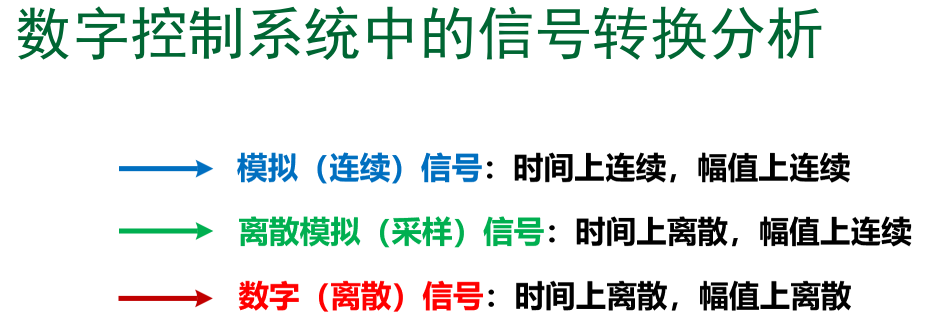 数字控制系统中的信号转换分析
模拟（连续）信号：时间上连续，幅值上连续
离散模拟（采样）信号：时间上离散，幅值上连续
数字（离散）信号：时间上离散，幅值上离散